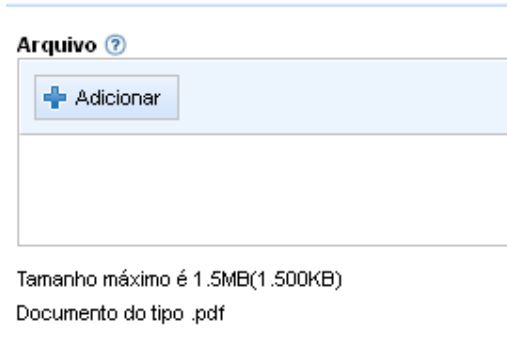 Arquivo ?
Adicionar
Tamanho máximo é 1.5MB(1.500KB)
Documento do tipo .pdf